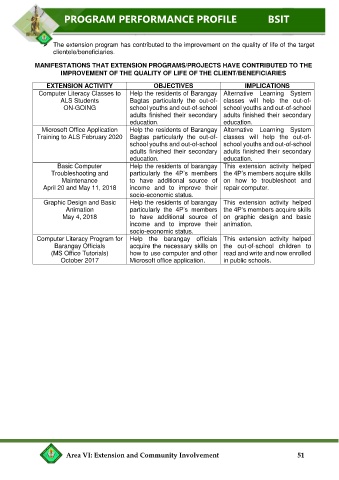 PROGRAM PERFORMANCE PROFILE BSIT
The extension program has contributed to the improvement on the quality of life of the target
clientele/beneficiaries.
MANIFESTATIONS THAT EXTENSION PROGRAMS/PROJECTS HAVE CONTRIBUTED TO THE
IMPROVEMENT OF THE QUALITY OF LIFE OF THE CLIENT/BENEFICIARIES
EXTENSION ACTIVITY OBJECTIVES IMPLICATIONS
Computer Literacy Classes to
ALS Students
ON-GOING
Help the residents of Barangay
Bagtas particularly the out-of-
school youths and out-of-school
adults finished their secondary
education.
Alternative Learning System
classes will help the out-of-
school youths and out-of-school
adults finished their secondary
education.
Microsoft Office Application
Training to ALS February 2020
Help the residents of Barangay
Bagtas particularly the out-of-
school youths and out-of-school
adults finished their secondary
education.
Alternative Learning System
classes will help the out-of-
school youths and out-of-school
adults finished their secondary
education.
Basic Computer
Troubleshooting and
Maintenance
April 20 and May 11, 2018
Help the residents of barangay
particularly the 4P's members
to have additional source of
income and to improve their
socio-economic status.
This extension activity helped
the 4P's members acquire skills
on how to troubleshoot and
repair computer.
Graphic Design and Basic
Animation
May 4, 2018
Help the residents of barangay
particularly the 4P's members
to have additional source of
income and to improve their
socio-economic status.
This extension activity helped
the 4P's members acquire skills
on graphic design and basic
animation.
Computer Literacy Program for
Barangay Officials
(MS Office Tutorials)
October 2017
Help the barangay officials
acquire the necessary skills on
how to use computer and other
Microsoft office application.
This extension activity helped
the out-of-school children to
read and write and now enrolled
in public schools.
Area VI: Extension and Community Involvement 51